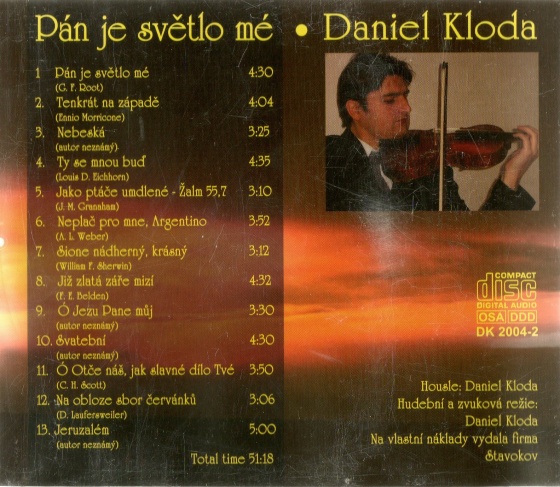 Pán je světlo mé • Daniel Kloda
1 Pán je světlo mé 4:30
(G. F. Root)
2. Tenkrát na západě 4:04
(Ennio Morricone)
3. Nebeská 3:25
(autor neznámý)
4. Ty se mnou buď 4:35
(Louis D. Eichhorn)
5. Jako ptáče umdlené - Žalm 55,7 3:10
(J. M. Grannham)
6. Neplač pro mne, Argentino 3:52
(A. L. Weber)
7. Sione nádherný, krásný 3:12
(William F. Sherwin)
8. Již zlatá záře mizí 4:32
(F. E. Belden)
9. Ó Ježu Pane můj 3:30
(autor neznámý)
10. Svatební 4:30
(autor neznámý)
11. Ó Otče náš, jak slavné dílo Tvé 3:50
(C. H. Scott)
12. Na obloze sbor červánků 3:06
(D. Laufersweiler)
13. Jeruzalém 5:00
(autor neznámý)
Total time 51:18
COMPACT
disc
DIGITAL AUDIO
OSA DDD
DK 2004-2
Housle: Daniel Kloda
Hudební a zvuková režie:
Daniel Kloda
Na vlastní náklady vydala firma
Stavokov